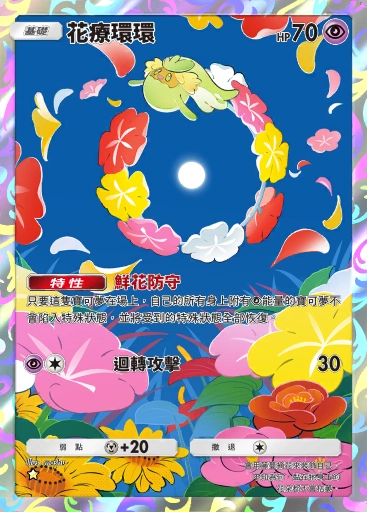 基礎 花療環環 HP70
特性 鮮花防守
只要這隻寶可夢在場上，自己的所有身上附有能量的寶可夢不
會陷入特殊狀態，並將受到的特殊狀態全部恢復。
迴轉攻擊 30
弱點 +20 撤退